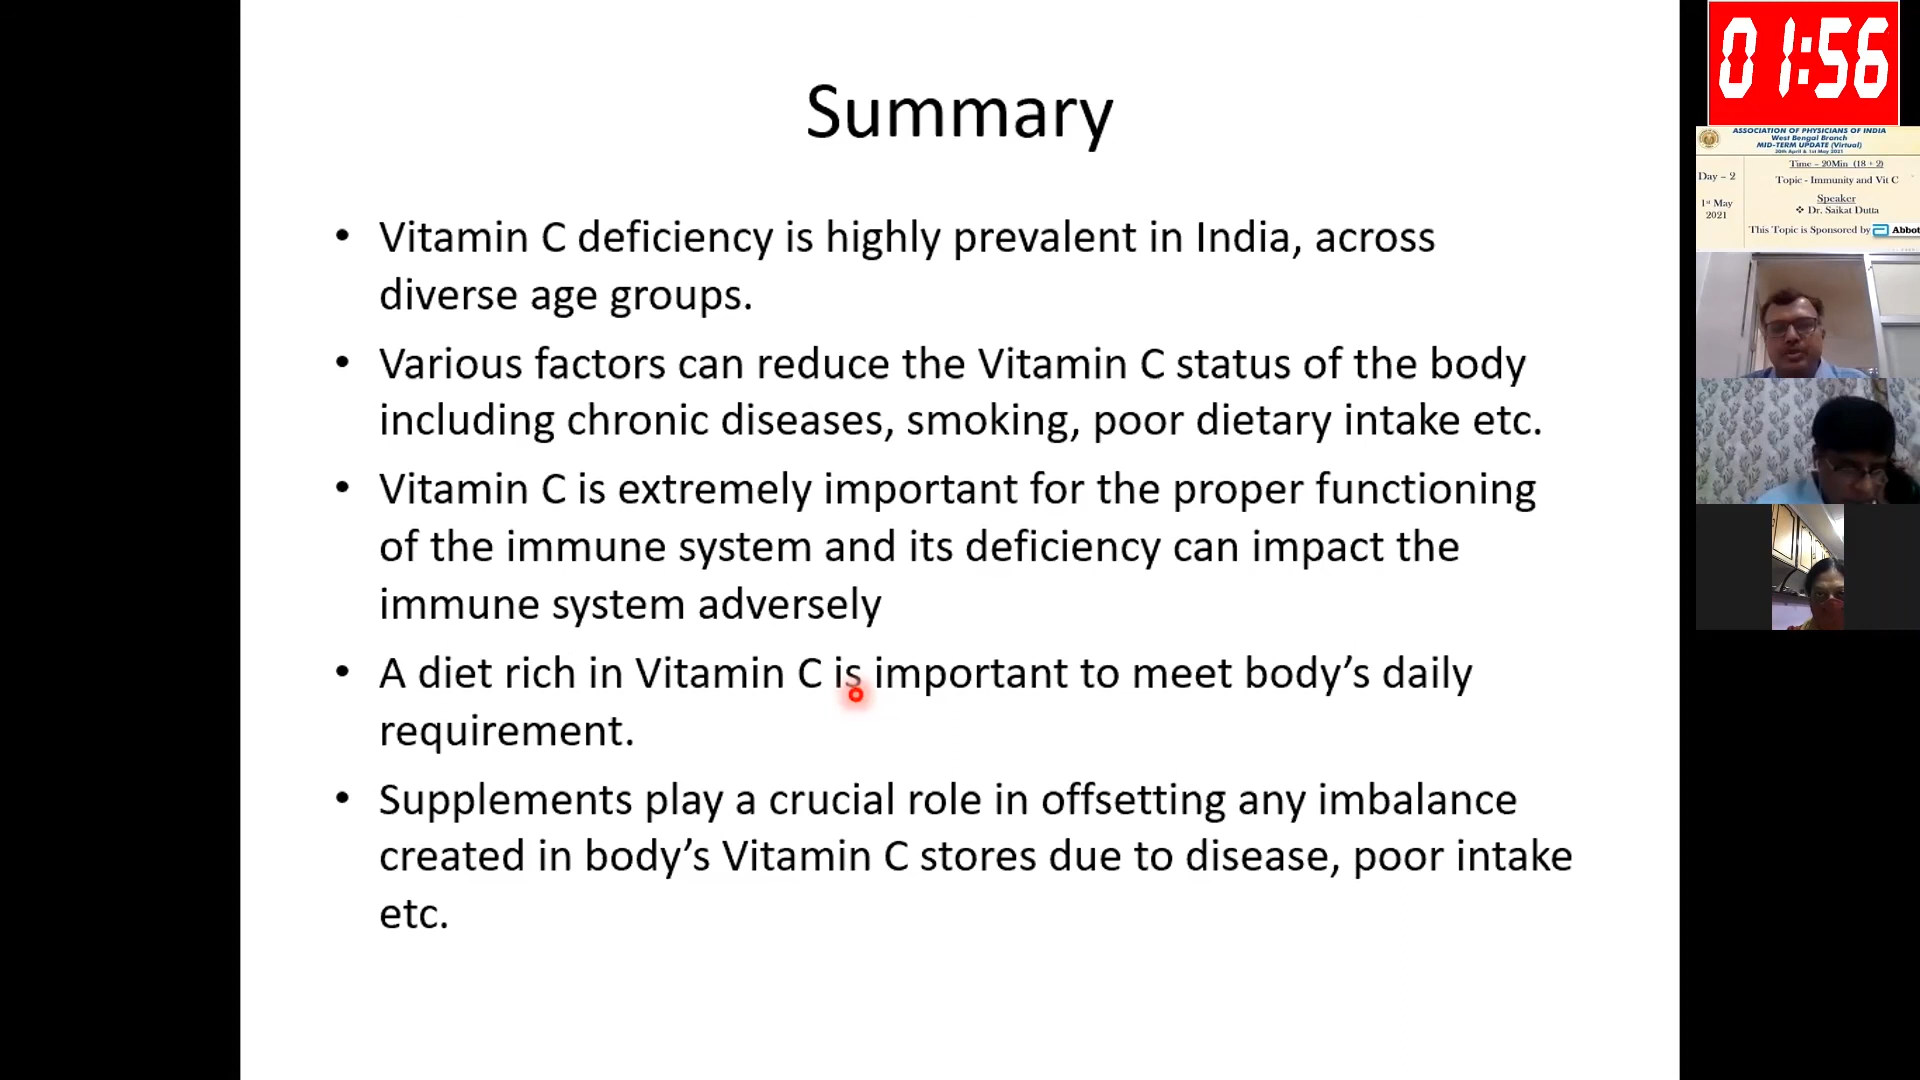 Summary
• Vitamin C deficiency is highly prevalent in India, across
diverse age groups.
• Various factors can reduce the Vitamin C status of the body
including chronic diseases, smoking, poor dietary intake etc.
• Vitamin C is extremely important for the proper functioning
of the immune system and its deficiency can impact the
immune system adversely
• A diet rich in Vitamin C is important to meet body’s daily
requirement.
• Supplements play a crucial role in offsetting any imbalance
created in body’s Vitamin C stores due to disease, poor intake
etc.
01:56
ASSOCIATION OF PHYSICIANS OF INDIA
West Bengal Branch
MID-TERM UPDATE (Virtual)
30th April & 1st May 2021
Time – 20Min (18 + 2)
Day – 2
Topic - Immunity and Vit C
1st May
2021
Speaker
❖ Dr. Saikat Dutta
This Topic is Sponsored by Abbot